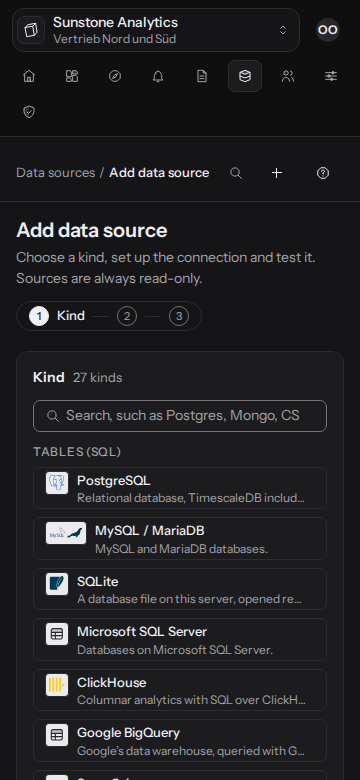 Sunstone Analytics
Vertrieb Nord und Süd
OO
Data sources / Add data source
Add data source
Choose a kind, set up the connection and test it.
Sources are always read-only.
1 Kind 2 3
Kind 27 kinds
Search, such as Postgres, Mongo, CS
TABLES (SQL)
PostgreSQL
Relational database, TimescaleDB includ...
MySQL / MariaDB
MySQL and MariaDB databases.
SQLite
A database file on this server, opened re...
Microsoft SQL Server
Databases on Microsoft SQL Server.
ClickHouse
Columnar analytics with SQL over ClickH...
Google BigQuery
Google's data warehouse, queried with G...